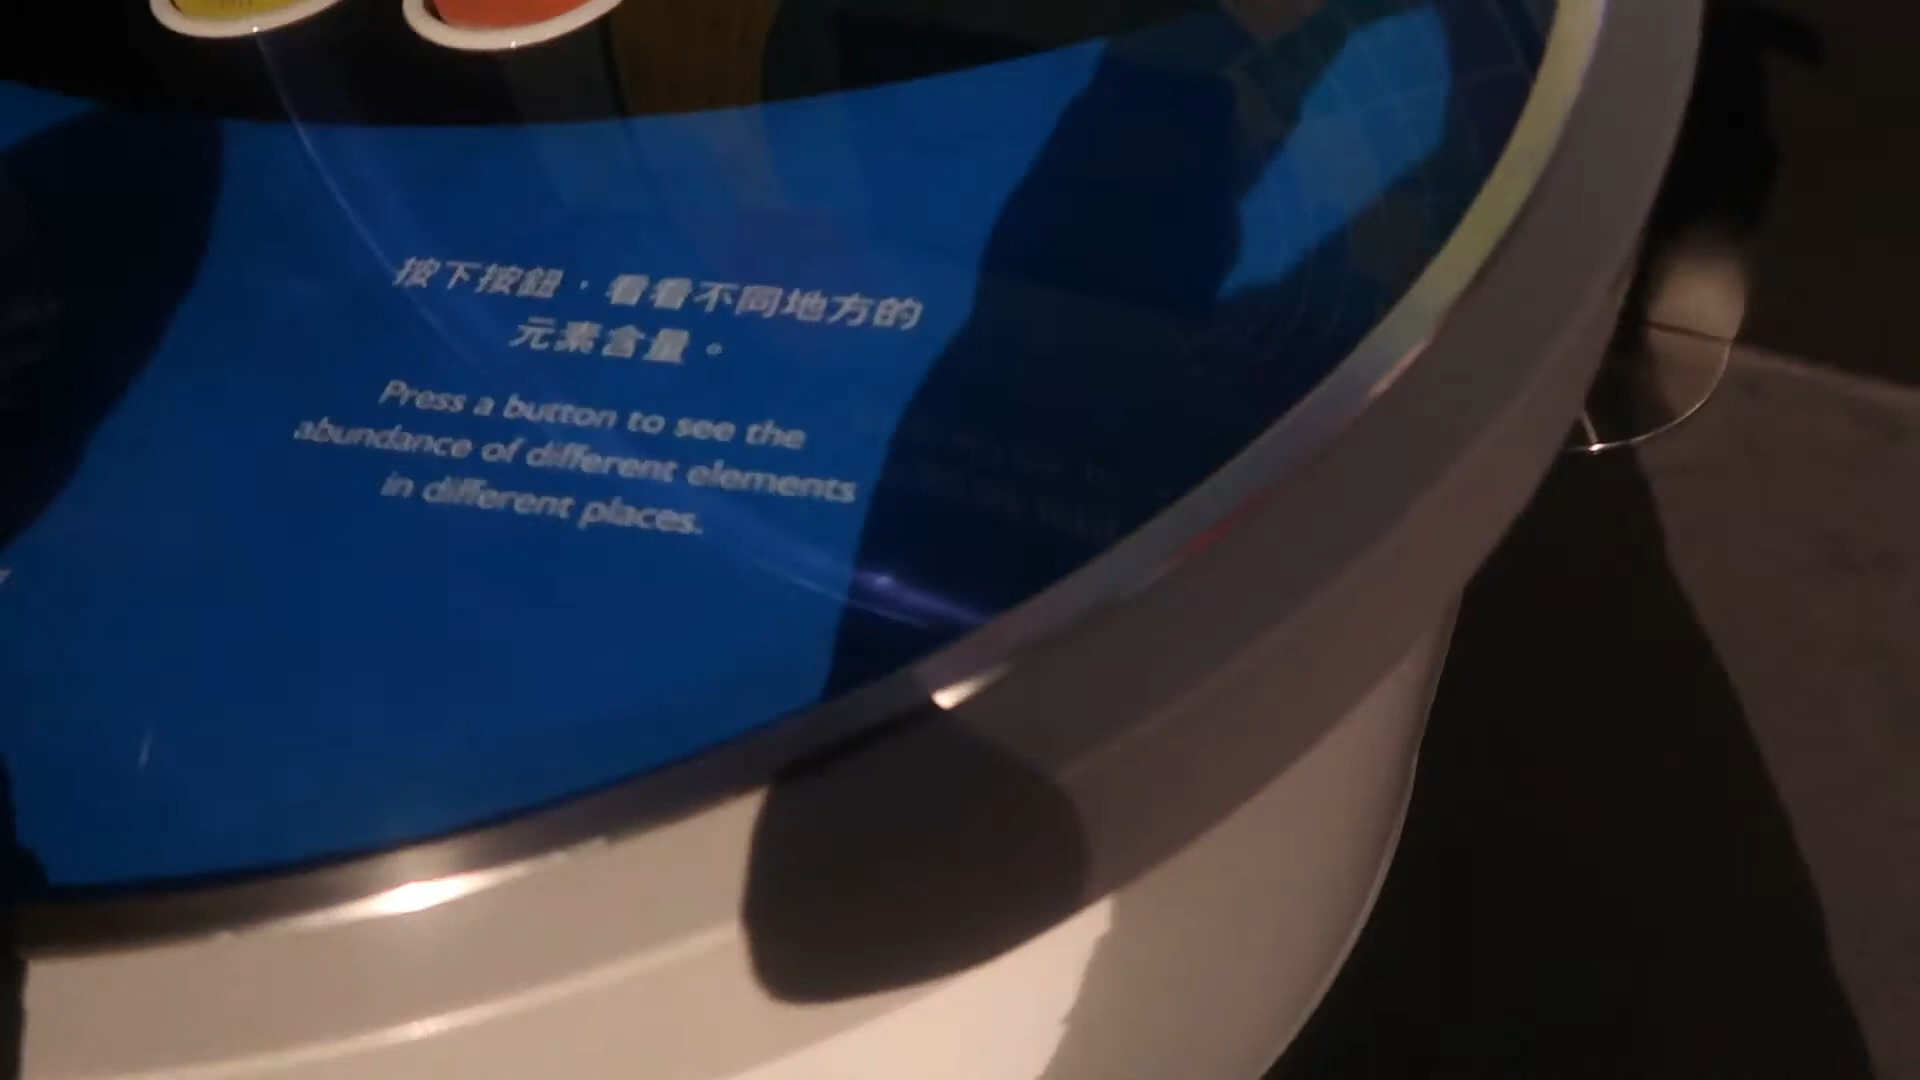 按下按鈕，看看不同地方的
元素含量。
Press a button to see the
abundance of different elements
in different places.